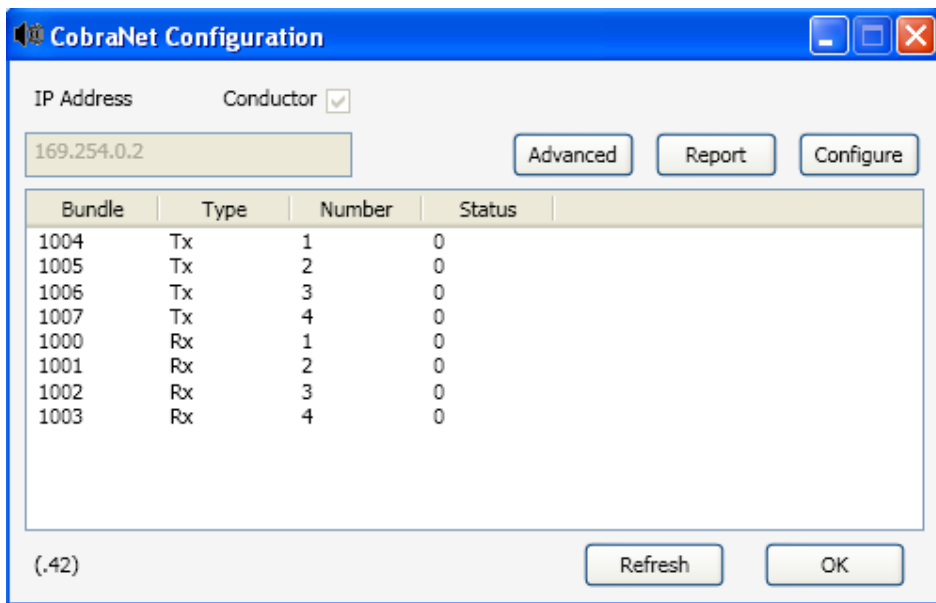 CobraNet Configuration
IP Address Conductor
169.254.0.2 Advanced Report Configure
Bundle Type Number Status
1004 Tx 1 0
1005 Tx 2 0
1006 Tx 3 0
1007 Tx 4 0
1000 Rx 1 0
1001 Rx 2 0
1002 Rx 3 0
1003 Rx 4 0
(.42) Refresh OK